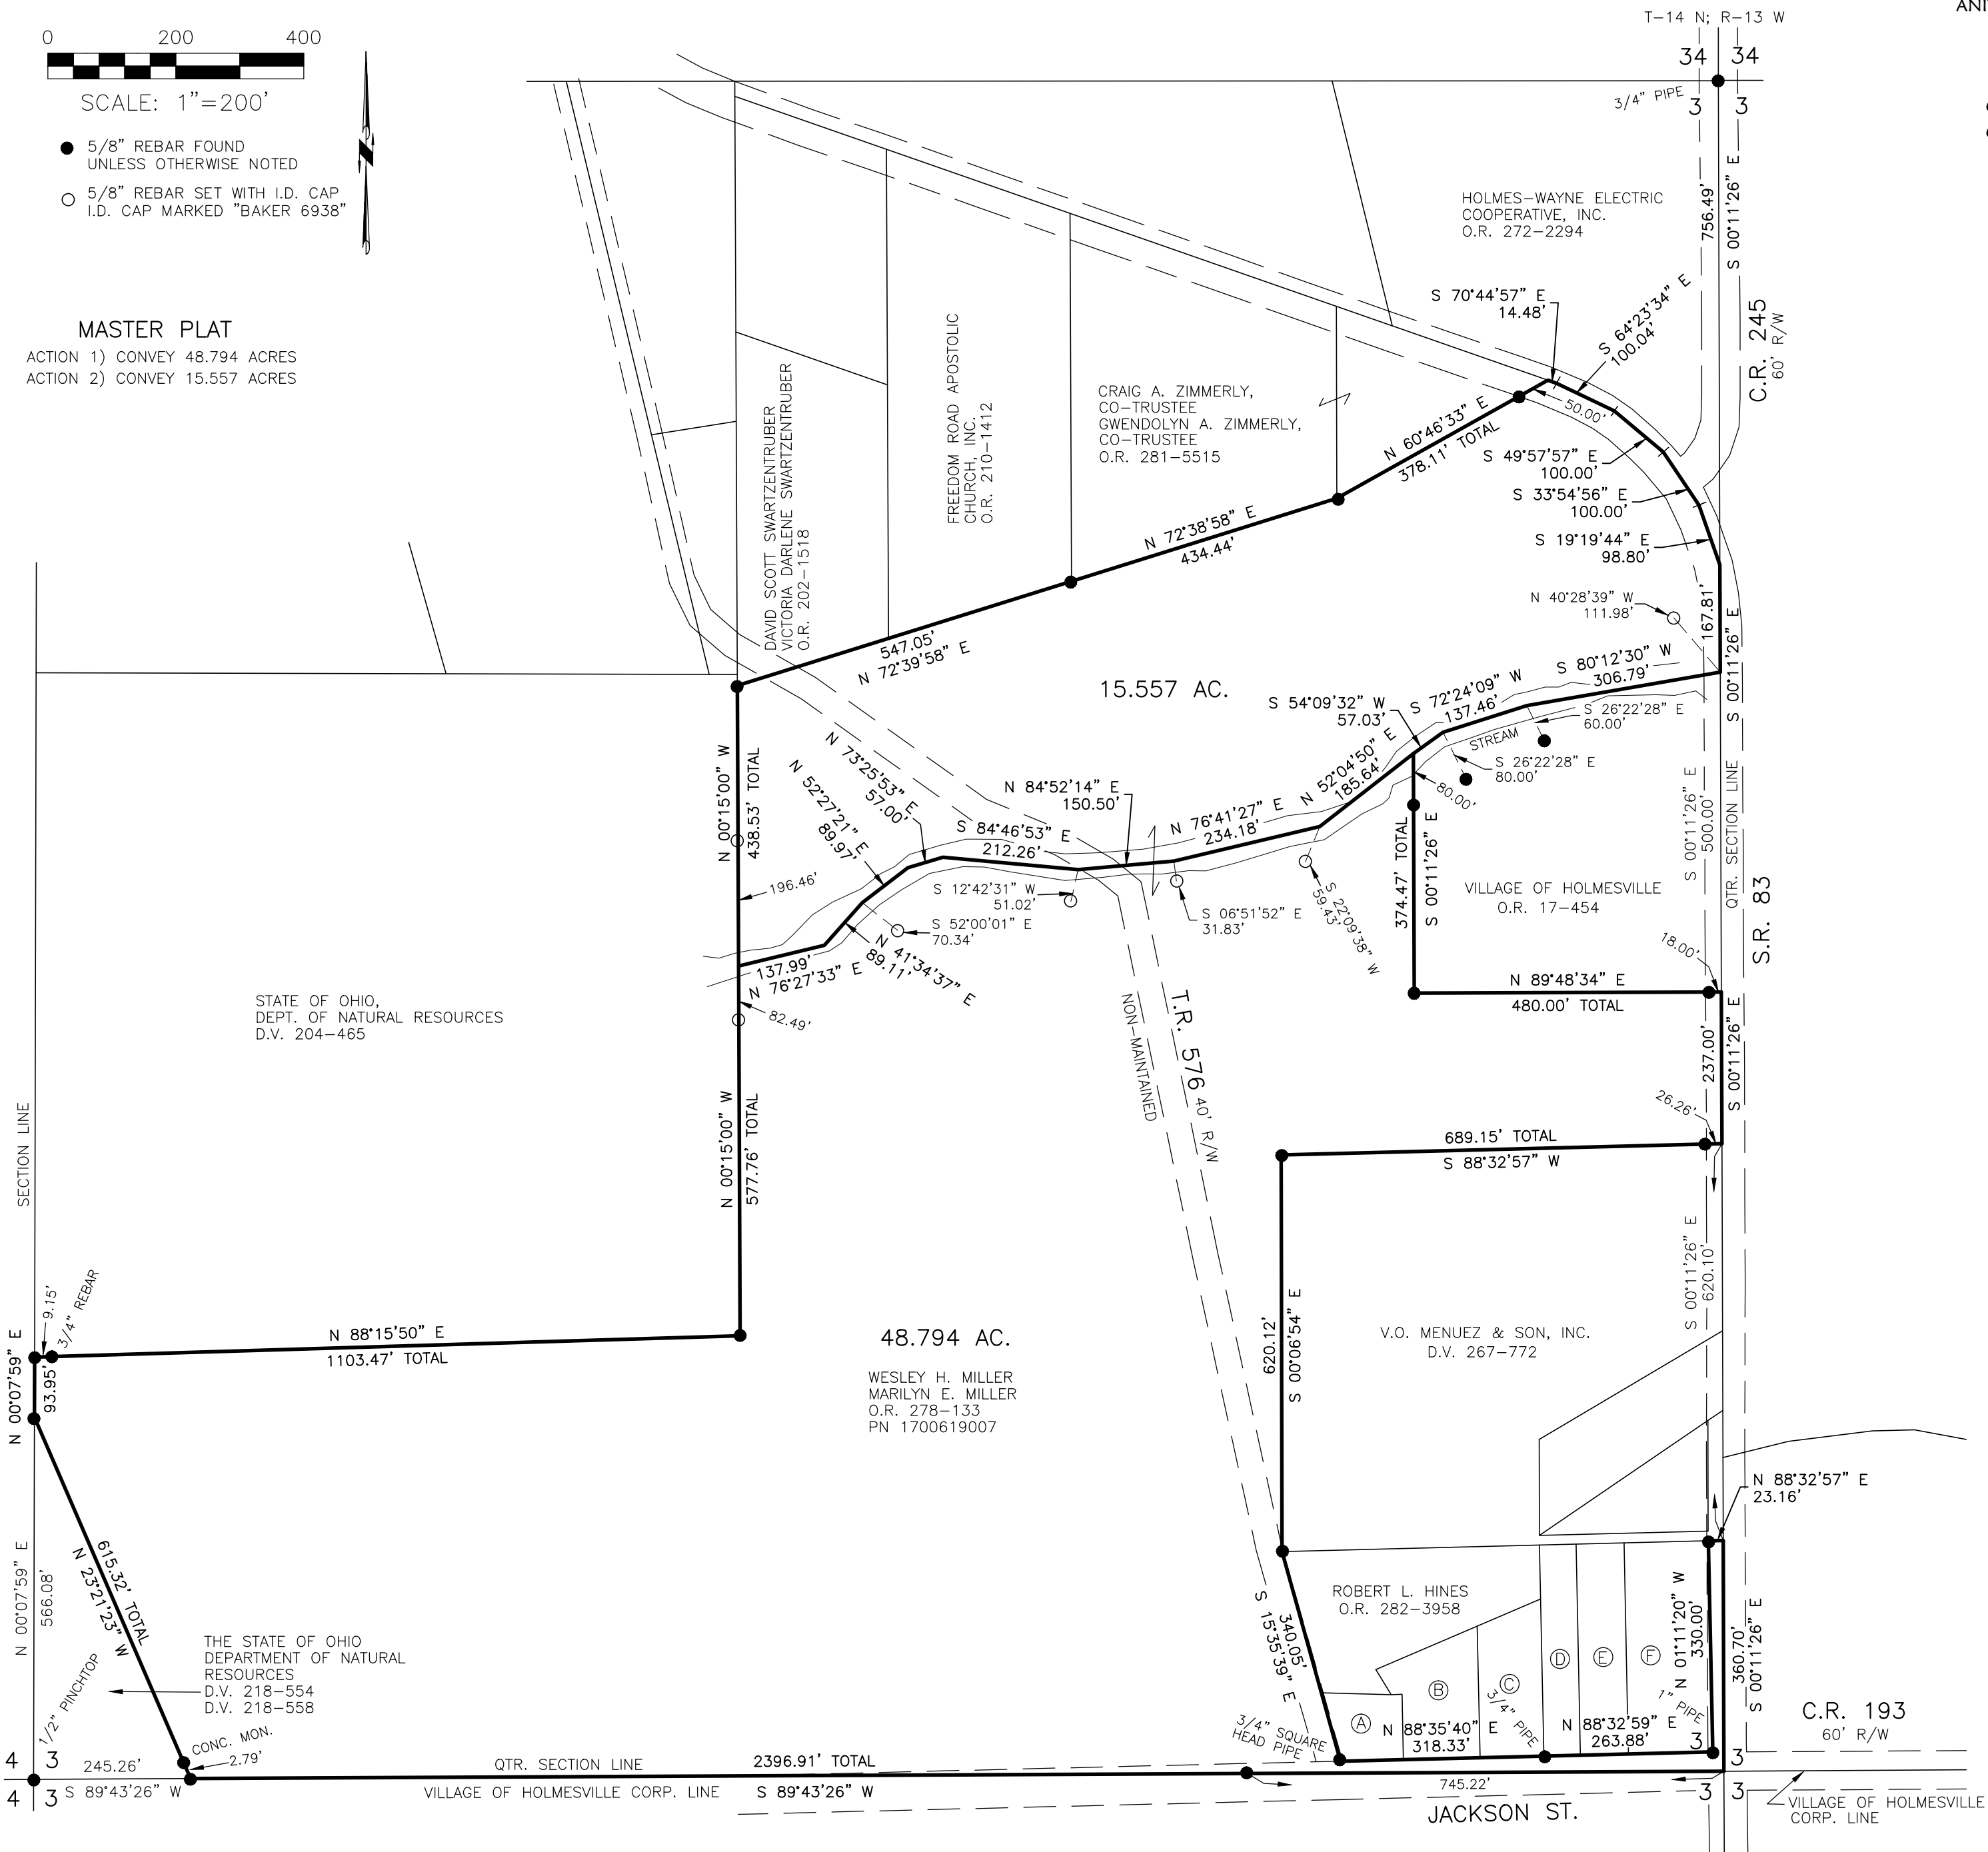 0 200 400
SCALE: 1"=200'
5/8" REBAR FOUND
UNLESS OTHERWISE NOTED
5/8" REBAR SET WITH I.D. CAP
I.D. CAP MARKED "BAKER 6938"
MASTER PLAT
ACTION 1) CONVEY 48.794 ACRES
ACTION 2) CONVEY 15.557 ACRES
T-14 N; R-13 W
34 34
3/4" PIPE
3 3
756.49'
S 00°11'26" E
HOLMES-WAYNE ELECTRIC
COOPERATIVE, INC.
O.R. 272-2294
C.R. 245
60' R/W
S 70°44'57" E
14.48'
S 64°23'34" E
100.04'
50.00'
DAVID SCOTT SWARTZENTRUBER
VICTORIA DARLENE SWARTZENTRUBER
O.R. 202-1518
FREEDOM ROAD APOSTOLIC
CHURCH, INC.
O.R. 210-1412
CRAIG A. ZIMMERLY,
CO-TRUSTEE
GWENDOLYN A. ZIMMERLY,
CO-TRUSTEE
O.R. 281-5515
N 60°46'33" E
378.11' TOTAL
S 49°57'57" E
100.00'
S 33°54'56" E
100.00'
S 19°19'44" E
98.80'
N 72°38'58" E
434.44'
547.05'
N 72°39'58" E
N 40°28'39" W
111.98'
167.81'
S 00°11'26" E
15.557 AC.
S 80°12'30" W
306.79'
S 72°24'09" W
137.46'
S 54°09'32" W
57.03'
S 26°22'28" E
60.00'
STREAM
S 26°22'28" E
80.00'
80.00'
N 52°04'50" E
185.64'
N 76°41'27" E
234.18'
N 84°52'14" E
150.50'
S 84°46'53" E
212.26'
N 73°25'53" E
57.00'
N 52°27'21" E
89.97'
N 00°15'00" W
438.53' TOTAL
196.46'
S 12°42'31" W
51.02'
S 52°00'01" E
70.34'
N 41°34'37" E
89.11'
137.99'
N 76°27'33" E
82.49'
S 06°51'52" E
31.83'
S 22°09'38" W
59.43'
374.47' TOTAL
S 00°11'26" E
VILLAGE OF HOLMESVILLE
O.R. 17-454
S 00°11'26" E
500.00'
QTR. SECTION LINE
S.R. 83
18.00'
N 89°48'34" E
480.00' TOTAL
237.00'
S 00°11'26" E
26.26'
STATE OF OHIO,
DEPT. OF NATURAL RESOURCES
D.V. 204-465
SECTION LINE
N 00°15'00" W
577.76' TOTAL
NON-MAINTAINED
T.R. 576 40' R/W
689.15' TOTAL
S 88°32'57" W
620.12'
S 00°06'54" E
S 00°11'26" E
620.10'
V.O. MENUEZ & SON, INC.
D.V. 267-772
9.15'
3/4" REBAR
N 88°15'50" E
1103.47' TOTAL
N 00°07'59" E
93.95'
48.794 AC.
WESLEY H. MILLER
MARILYN E. MILLER
O.R. 278-133
PN 1700619007
N 88°32'57" E
23.16'
N 00°07'59" E
566.08'
615.32' TOTAL
N 23°21'23" W
1/2" PINCHTOP
THE STATE OF OHIO
DEPARTMENT OF NATURAL
RESOURCES
D.V. 218-554
D.V. 218-558
CONC. MON.
2.79'
ROBERT L. HINES
O.R. 282-3958
340.05'
S 15°35'39" E
A B C D E F
3/4" SQUARE
HEAD PIPE
3/4" PIPE
1" PIPE
N 88°35'40" E
318.33'
N 88°32'59" E
263.88'
N 01°11'20" W
330.00'
360.70'
S 00°11'26" E
C.R. 193
60' R/W
4 3
4 3
245.26'
S 89°43'26" W
QTR. SECTION LINE
2396.91' TOTAL
VILLAGE OF HOLMESVILLE CORP. LINE
S 89°43'26" W
745.22'
JACKSON ST.
3 3
3 3
VILLAGE OF HOLMESVILLE
CORP. LINE